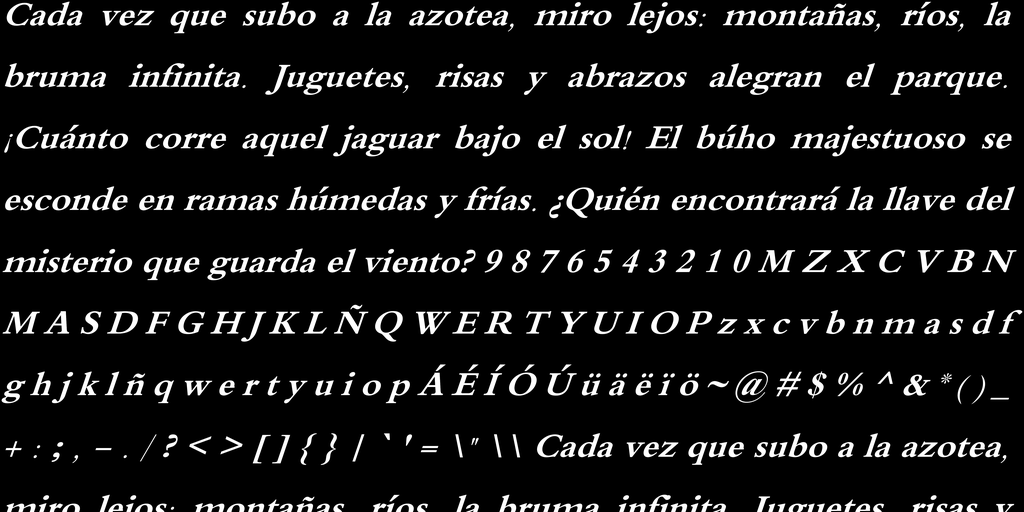 Cada vez que subo a la azotea, miro lejos: montañas, ríos, la
bruma infinita. Juguetes, risas y abrazos alegran el parque.
¡Cuánto corre aquel jaguar bajo el sol! El búho majestuoso se
esconde en ramas húmedas y frías. ¿Quién encontrará la llave del
misterio que guarda el viento? 9 8 7 6 5 4 3 2 1 0 M Z X C V B N
M A S D F G H J K L Ñ Q W E R T Y U I O P z x c v b n m a s d f
g h j k l ñ q w e r t y u i o p Á É Í Ó Ú ü ä ë ï ö ~ @ # $ % ^ & * ( ) _
+ : ; , - . / ? < > [ ] { } | ` ' = \" \\ Cada vez que subo a la azotea,
miro lejos: montañas, ríos, la bruma infinita. Juguetes, risas y